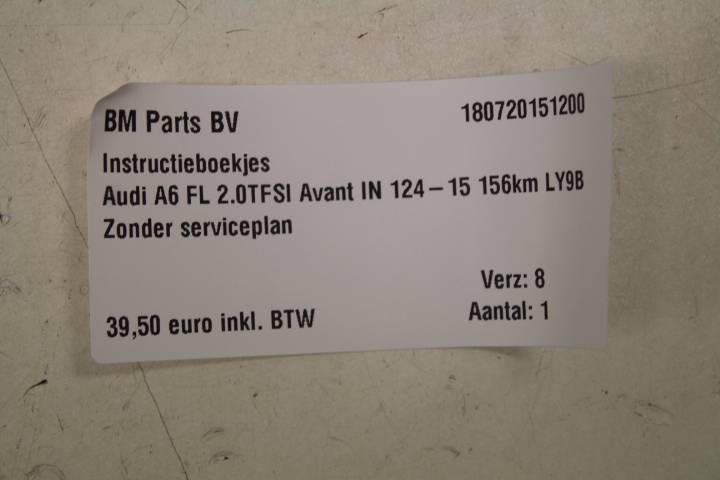 BM Parts BV 180720151200
Instructieboekjes
Audi A6 FL 2.0TFSI Avant IN 124 – 15 156km LY9B
Zonder serviceplan
Verz: 8
39,50 euro inkl. BTW Aantal: 1